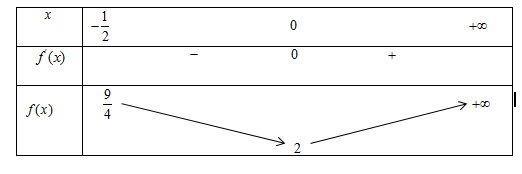 x −1/2 0 +∞
f'(x) − 0 +
f(x) 9/4 2 +∞